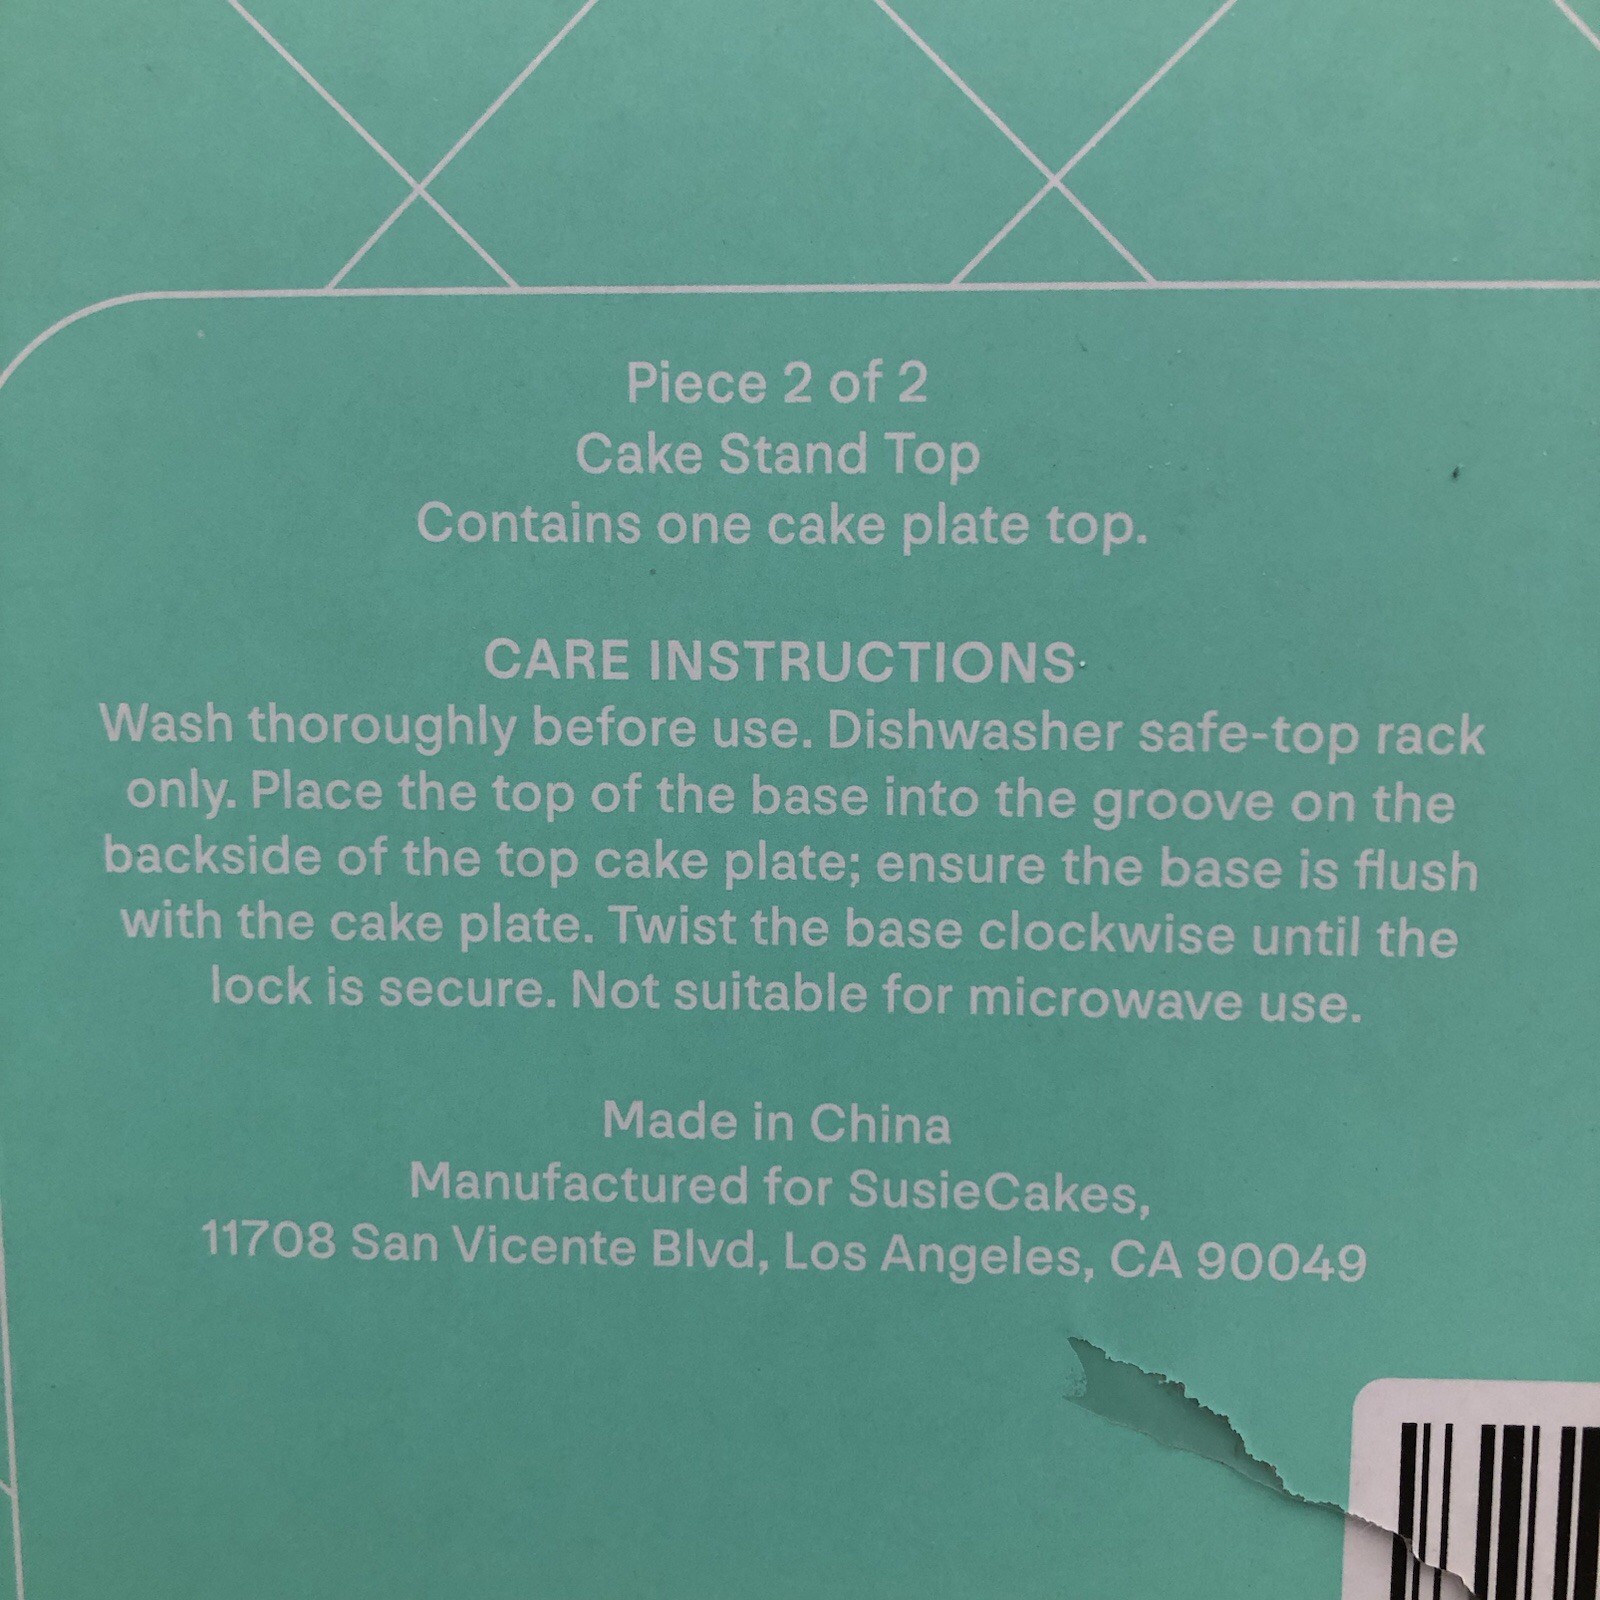 Piece 2 of 2
Cake Stand Top
Contains one cake plate top.
CARE INSTRUCTIONS
Wash thoroughly before use. Dishwasher safe-top rack
only. Place the top of the base into the groove on the
backside of the top cake plate; ensure the base is flush
with the cake plate. Twist the base clockwise until the
lock is secure. Not suitable for microwave use.
Made in China
Manufactured for SusieCakes,
11708 San Vicente Blvd, Los Angeles, CA 90049